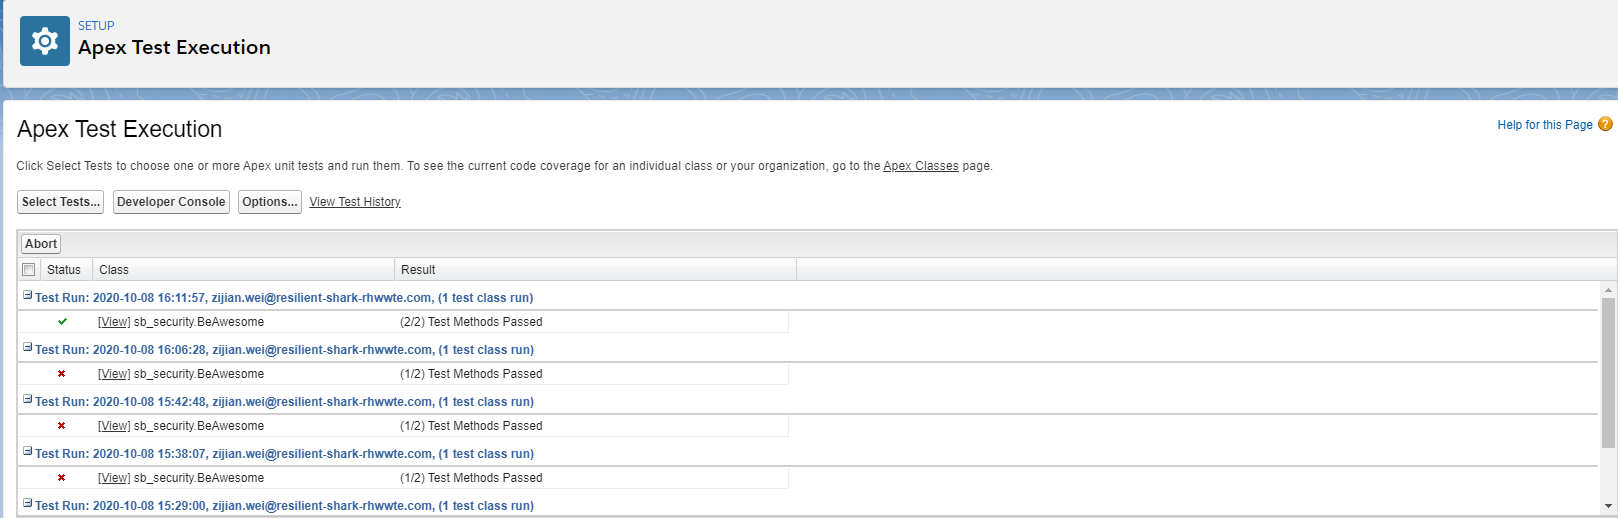 SETUP
Apex Test Execution
Apex Test Execution
Help for this Page ?
Click Select Tests to choose one or more Apex unit tests and run them. To see the current code coverage for an individual class or your organization, go to the Apex Classes page.
Select Tests... Developer Console Options... View Test History
Abort
Status Class Result
Test Run: 2020-10-08 16:11:57, zijian.wei@resilient-shark-rhwwte.com, (1 test class run)
[View] sb_security.BeAwesome (2/2) Test Methods Passed
Test Run: 2020-10-08 16:06:28, zijian.wei@resilient-shark-rhwwte.com, (1 test class run)
[View] sb_security.BeAwesome (1/2) Test Methods Passed
Test Run: 2020-10-08 15:42:48, zijian.wei@resilient-shark-rhwwte.com, (1 test class run)
[View] sb_security.BeAwesome (1/2) Test Methods Passed
Test Run: 2020-10-08 15:38:07, zijian.wei@resilient-shark-rhwwte.com, (1 test class run)
[View] sb_security.BeAwesome (1/2) Test Methods Passed
Test Run: 2020-10-08 15:29:00, zijian.wei@resilient-shark-rhwwte.com, (1 test class run)